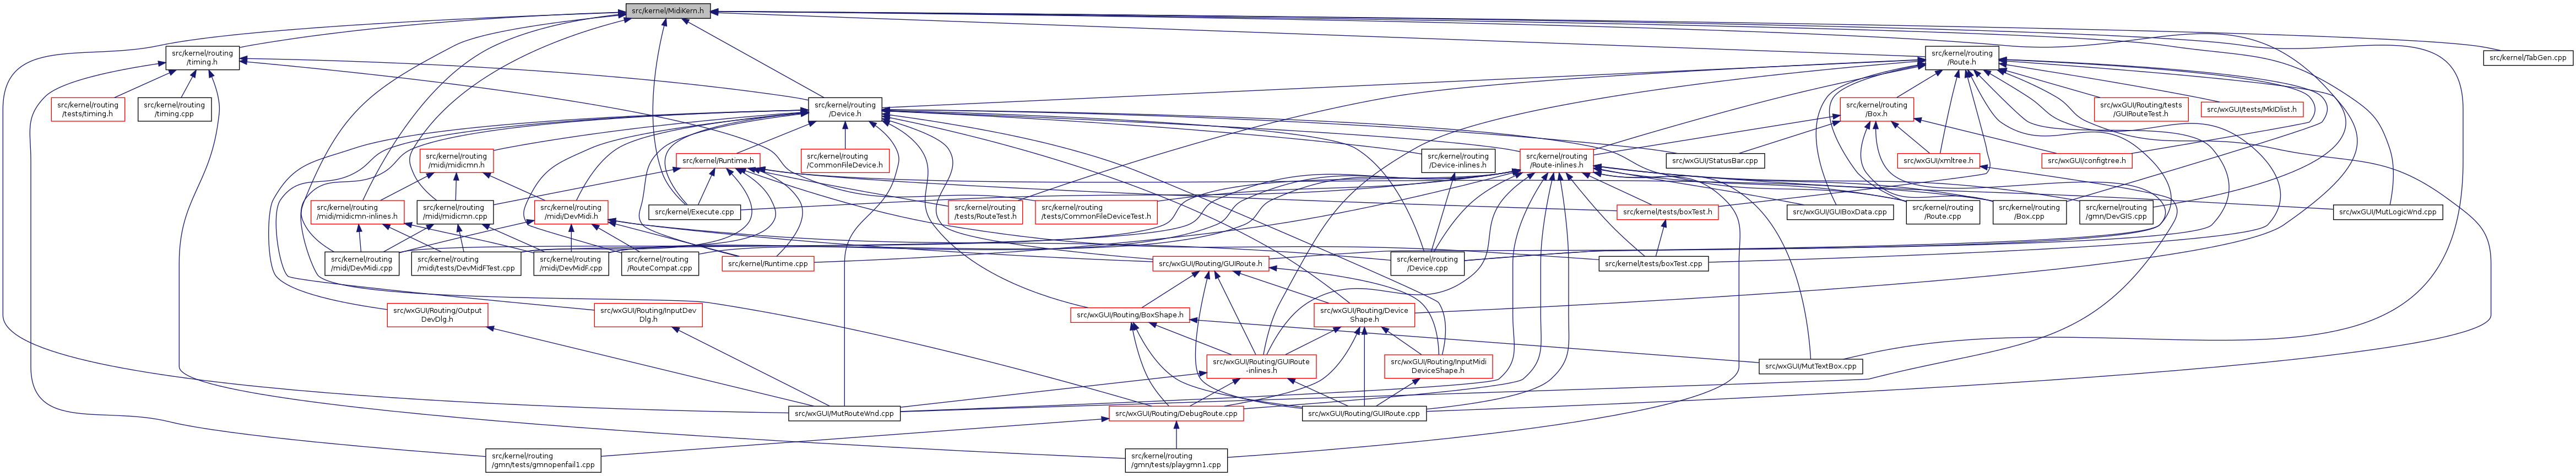 src/kernel/MidiKern.h
src/kernel/routing
/timing.h
src/kernel/routing
/Route.h
src/kernel/TabGen.cpp
src/kernel/routing
/tests/timing.h
src/kernel/routing
/timing.cpp
src/kernel/routing
/Device.h
src/kernel/routing
/Box.h
src/wxGUI/Routing/tests
/GUIRouteTest.h
src/wxGUI/tests/MkIDlist.h
src/kernel/routing
/midi/midicmn.h
src/kernel/Runtime.h
src/kernel/routing
/CommonFileDevice.h
src/kernel/routing
/Device-inlines.h
src/kernel/routing
/Route-inlines.h
src/wxGUI/StatusBar.cpp
src/wxGUI/xmltree.h
src/wxGUI/configtree.h
src/kernel/routing
/midi/midicmn-inlines.h
src/kernel/routing
/midi/midicmn.cpp
src/kernel/routing
/midi/DevMidi.h
src/kernel/Execute.cpp
src/kernel/routing
/tests/RouteTest.h
src/kernel/routing
/tests/CommonFileDeviceTest.h
src/kernel/tests/boxTest.h
src/wxGUI/GUIBoxData.cpp
src/kernel/routing
/Route.cpp
src/kernel/routing
/Box.cpp
src/kernel/routing
/gmn/DevGIS.cpp
src/wxGUI/MutLogicWnd.cpp
src/kernel/routing
/midi/DevMidi.cpp
src/kernel/routing
/midi/tests/DevMidFTest.cpp
src/kernel/routing
/midi/DevMidF.cpp
src/kernel/routing
/RouteCompat.cpp
src/kernel/Runtime.cpp
src/wxGUI/Routing/GUIRoute.h
src/kernel/routing
/Device.cpp
src/kernel/tests/boxTest.cpp
src/wxGUI/Routing/Output
DevDlg.h
src/wxGUI/Routing/InputDev
Dlg.h
src/wxGUI/Routing/BoxShape.h
src/wxGUI/Routing/Device
Shape.h
src/wxGUI/Routing/GUIRoute
-inlines.h
src/wxGUI/Routing/InputMidi
DeviceShape.h
src/wxGUI/MutTextBox.cpp
src/wxGUI/MutRouteWnd.cpp
src/wxGUI/Routing/DebugRoute.cpp
src/wxGUI/Routing/GUIRoute.cpp
src/kernel/routing
/gmn/tests/gmnopenfail1.cpp
src/kernel/routing
/gmn/tests/playgmn1.cpp